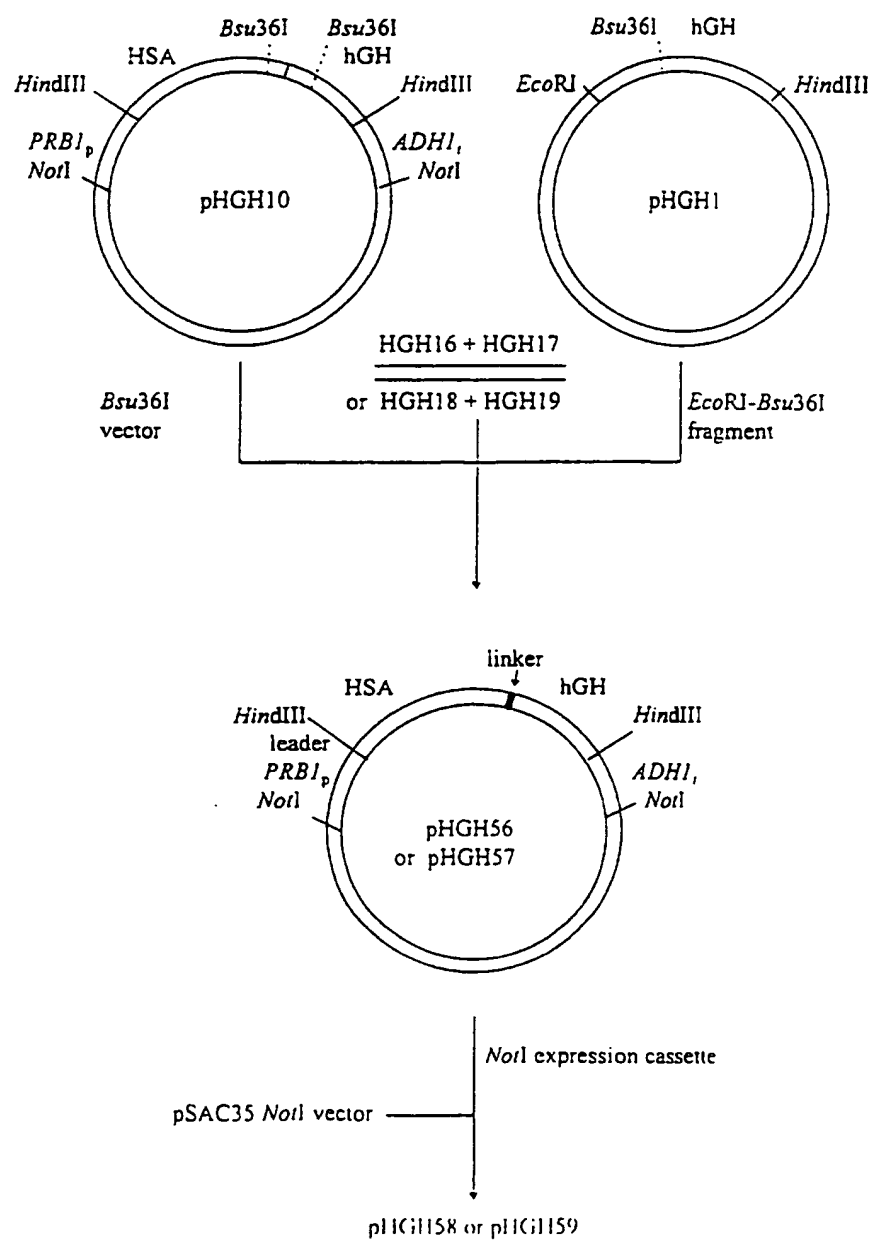 Bsu36I
Bsu36I
HSA
hGH
HindIII
HindIII
PRB1p
ADH1t
NotI
NotI
pHGH10
Bsu36I
hGH
EcoRI
HindIII
pHGH1
HGH16 + HGH17
or HGH18 + HGH19
Bsu36I
vector
EcoRI-Bsu36I
fragment
linker
HSA
hGH
HindIII
HindIII
leader
PRB1p
ADH1t
NotI
NotI
pHGH56
or pHGH57
NotI expression cassette
pSAC35 NotI vector
pHGH58 or pHGH59